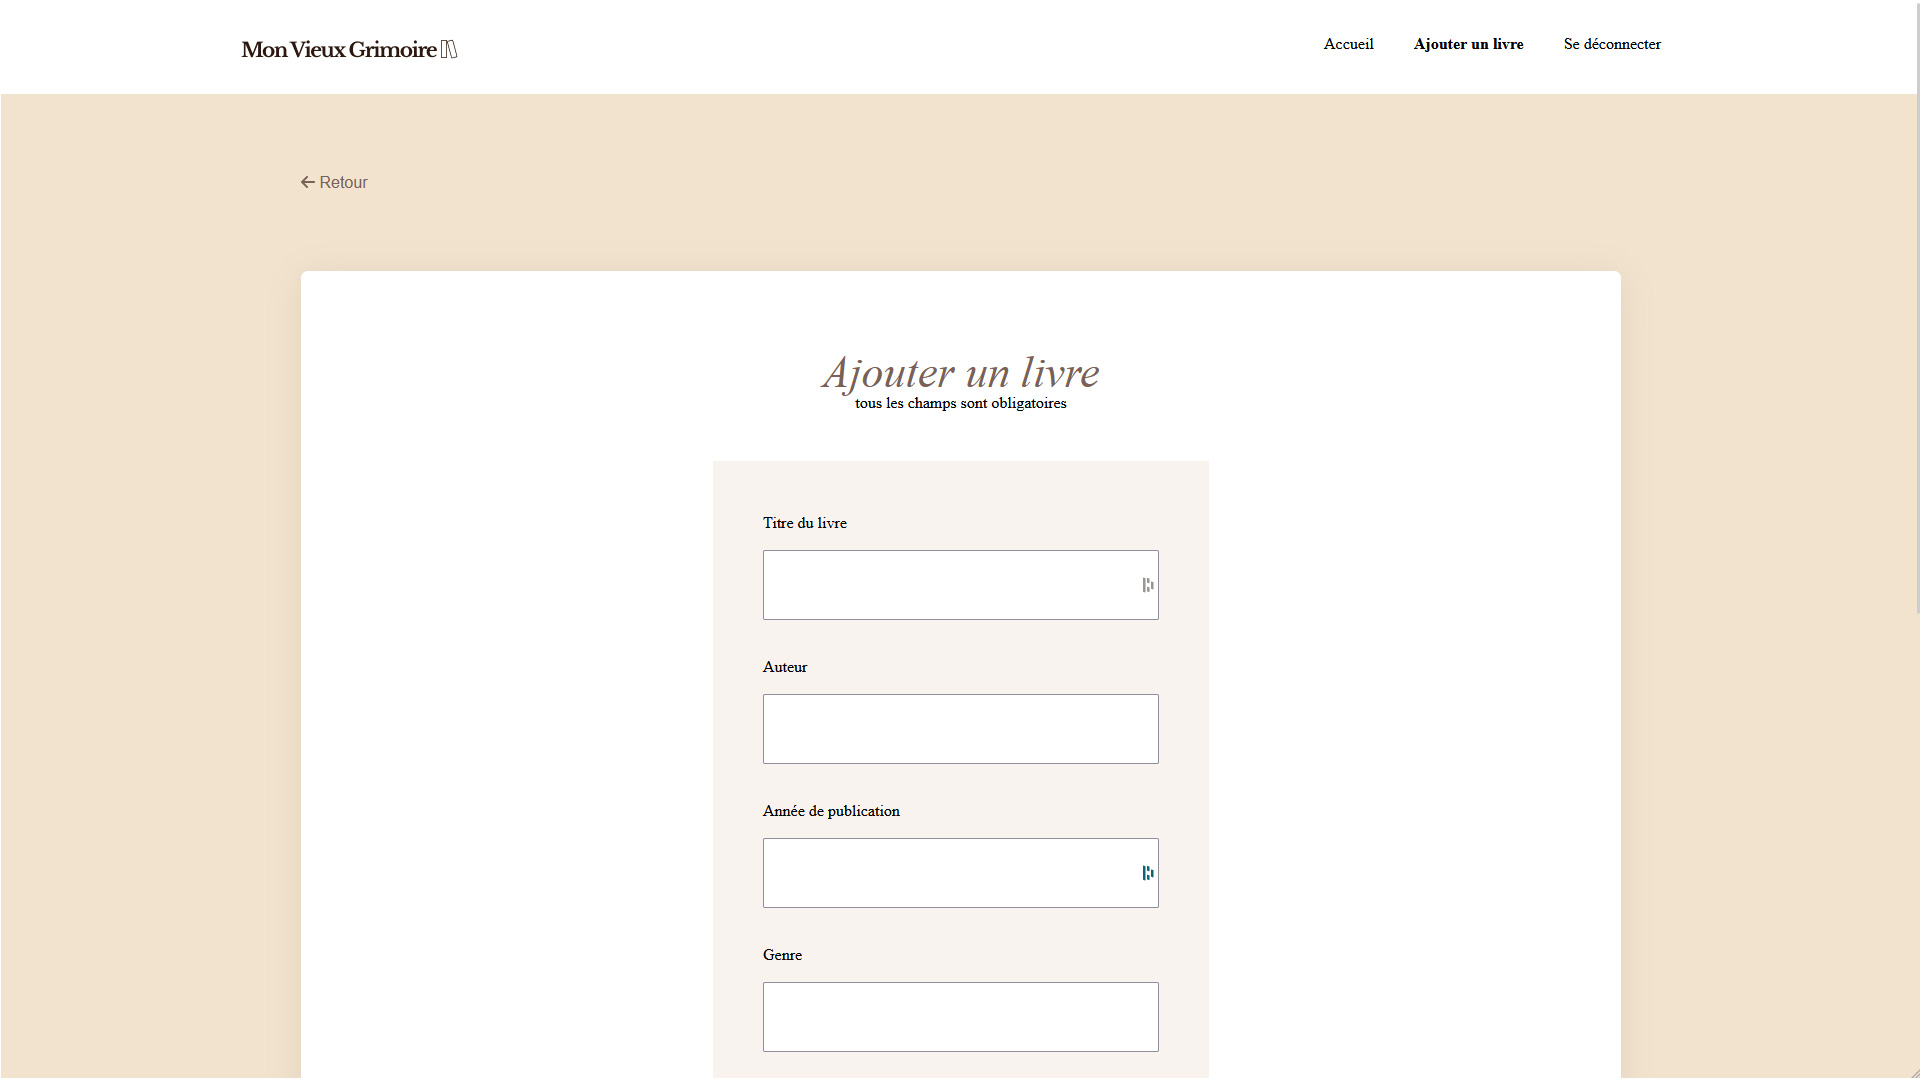 Mon Vieux Grimoire
Accueil
Ajouter un livre
Se déconnecter
Retour
Ajouter un livre
tous les champs sont obligatoires
Titre du livre
Auteur
Année de publication
Genre